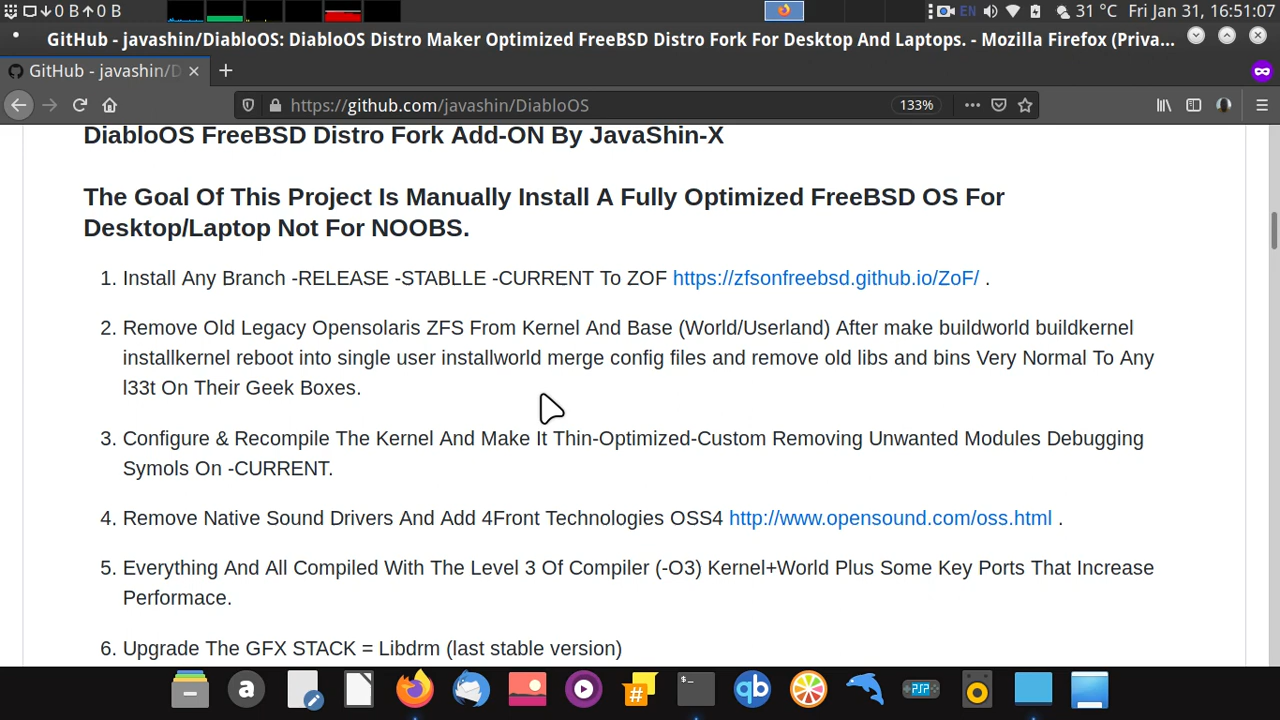 0 B 0 B
EN
31 °C Fri Jan 31, 16:51:07
GitHub - javashin/DiabloOS: DiabloOS Distro Maker Optimized FreeBSD Distro Fork For Desktop And Laptops. - Mozilla Firefox (Priva...
GitHub - javashin/D
https://github.com/javashin/DiabloOS
133%
DiabloOS FreeBSD Distro Fork Add-ON By JavaShin-X
The Goal Of This Project Is Manually Install A Fully Optimized FreeBSD OS For
Desktop/Laptop Not For NOOBS.
1. Install Any Branch -RELEASE -STABLLE -CURRENT To ZOF https://zfsonfreebsd.github.io/ZoF/ .
2. Remove Old Legacy Opensolaris ZFS From Kernel And Base (World/Userland) After make buildworld buildkernel
installkernel reboot into single user installworld merge config files and remove old libs and bins Very Normal To Any
l33t On Their Geek Boxes.
3. Configure & Recompile The Kernel And Make It Thin-Optimized-Custom Removing Unwanted Modules Debugging
Symols On -CURRENT.
4. Remove Native Sound Drivers And Add 4Front Technologies OSS4 http://www.opensound.com/oss.html .
5. Everything And All Compiled With The Level 3 Of Compiler (-O3) Kernel+World Plus Some Key Ports That Increase
Performace.
6. Upgrade The GFX STACK = Libdrm (last stable version)
a
#
$_
qb
PSP